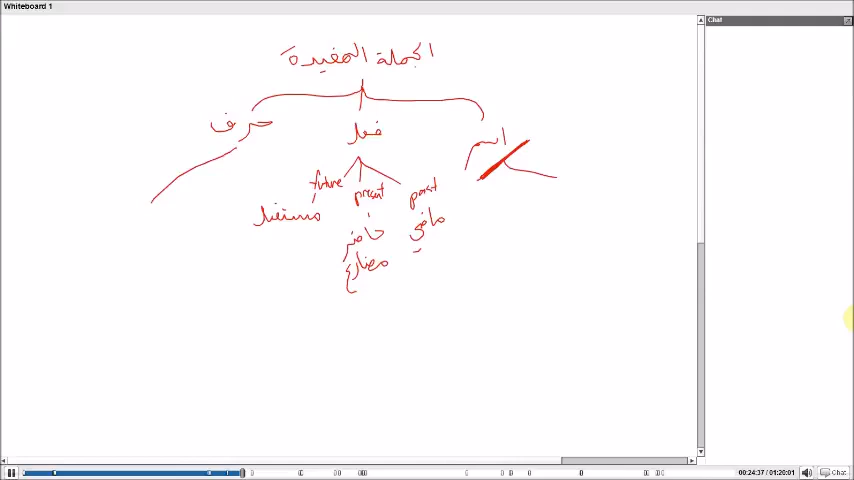 Whiteboard 1
Chat
الجملة المفيدة
اسم
فعل
حرف
past
present
future
ماضي
حاضر
مستقبل
مضارع
00:24:37 / 01:20:01
Chat